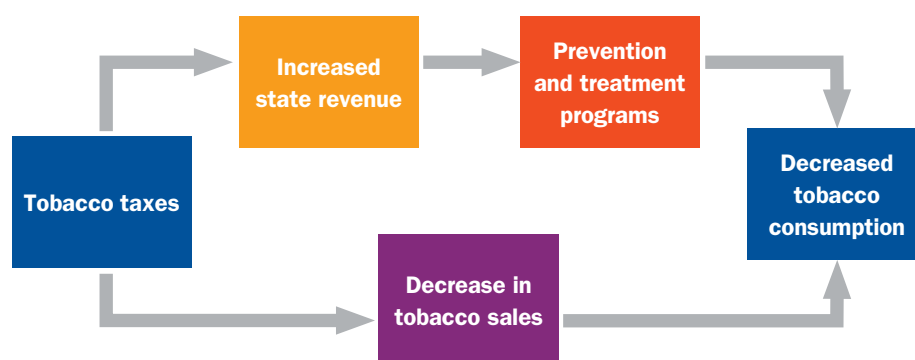 Increased
state revenue
Prevention
and treatment
programs
Tobacco taxes
Decreased
tobacco
consumption
Decrease in
tobacco sales